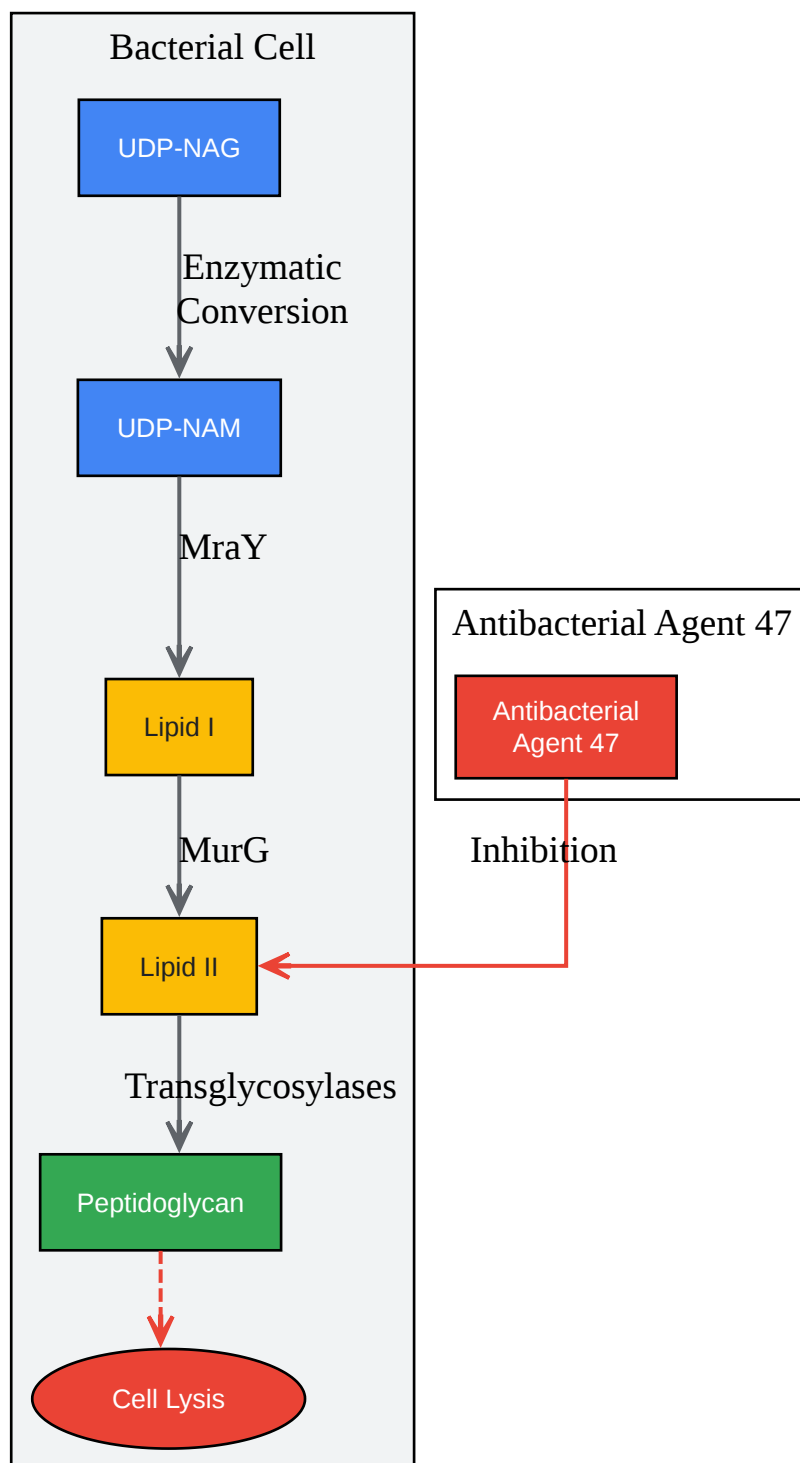 Bacterial Cell
UDP-NAG
Enzymatic
Conversion
UDP-NAM
MraY
Antibacterial Agent 47
Antibacterial
Agent 47
Lipid I
MurG
Inhibition
Lipid II
Transglycosylases
Peptidoglycan
Cell Lysis